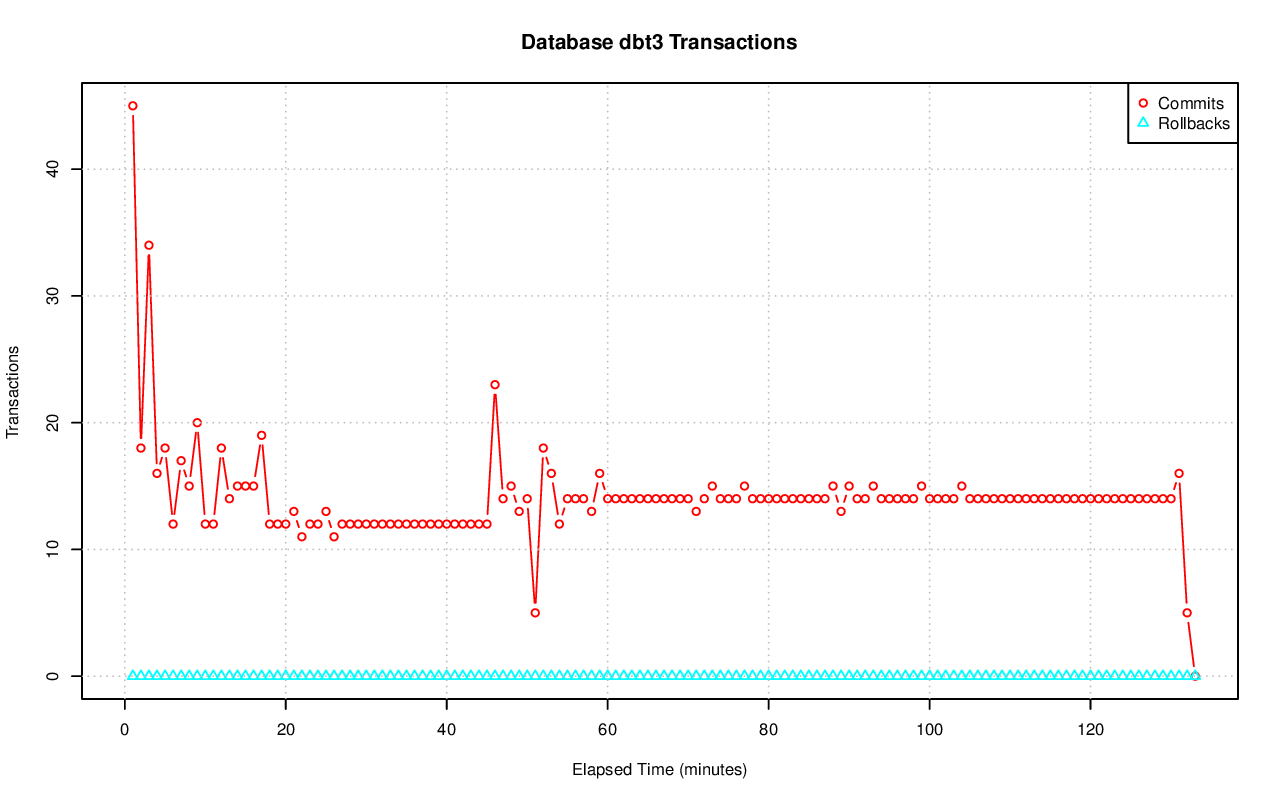 Database dbt3 Transactions
Commits
Rollbacks
Transactions
40
30
20
10
0
0 20 40 60 80 100 120
Elapsed Time (minutes)